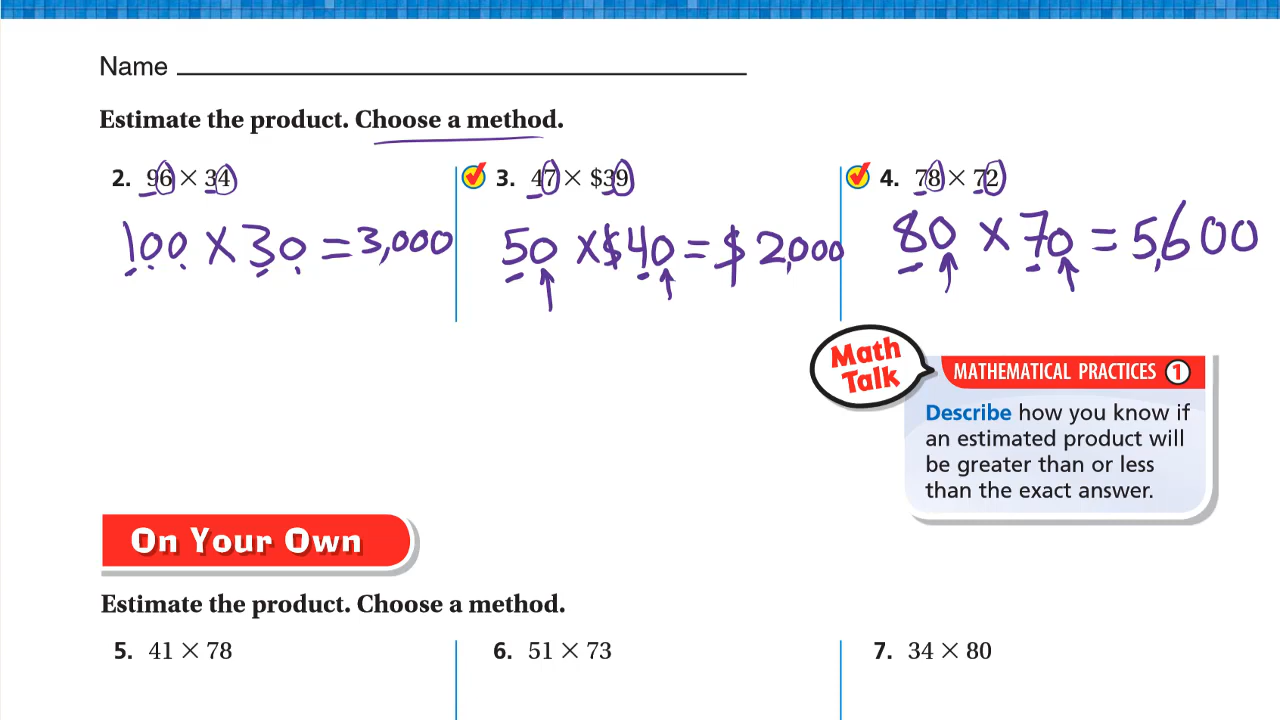 Name
Estimate the product. Choose a method.
2. 96 × 34
3. 47 × $39
4. 78 × 72
100 × 30 = 3,000
50 × $40 = $2,000
80 × 70 = 5,600
Math
Talk
MATHEMATICAL PRACTICES 1
Describe how you know if
an estimated product will
be greater than or less
than the exact answer.
On Your Own
Estimate the product. Choose a method.
5. 41 × 78
6. 51 × 73
7. 34 × 80